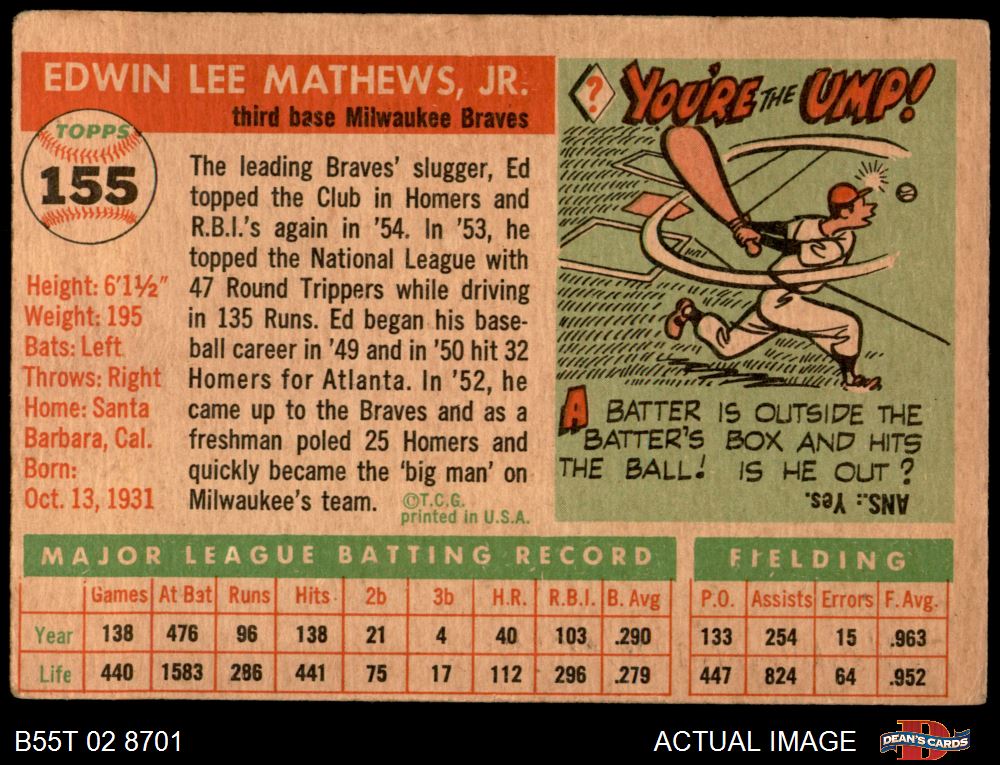 EDWIN LEE MATHEWS, JR.
third base Milwaukee Braves
TOPPS
155
Height: 6'1½"
Weight: 195
Bats: Left
Throws: Right
Home: Santa
Barbara, Cal.
Born:
Oct. 13, 1931
The leading Braves' slugger, Ed
topped the Club in Homers and
R.B.I.'s again in '54. In '53, he
topped the National League with
47 Round Trippers while driving
in 135 Runs. Ed began his base-
ball career in '49 and in '50 hit 32
Homers for Atlanta. In '52, he
came up to the Braves and as a
freshman poled 25 Homers and
quickly became the 'big man' on
Milwaukee's team.
©T.C.G.
printed in U.S.A.
? YOU'RE THE UMP!
A BATTER IS OUTSIDE THE
BATTER'S BOX AND HITS
THE BALL! IS HE OUT?
ANS.: Yes.
MAJOR LEAGUE BATTING RECORD
Games At Bat Runs Hits 2b 3b H.R. R.B.I. B. Avg
Year 138 476 96 138 21 4 40 103 .290
Life 440 1583 286 441 75 17 112 296 .279
FIELDING
P.O. Assists Errors F. Avg.
133 254 15 .963
447 824 64 .952
B55T 02 8701
ACTUAL IMAGE
DEAN'S CARDS